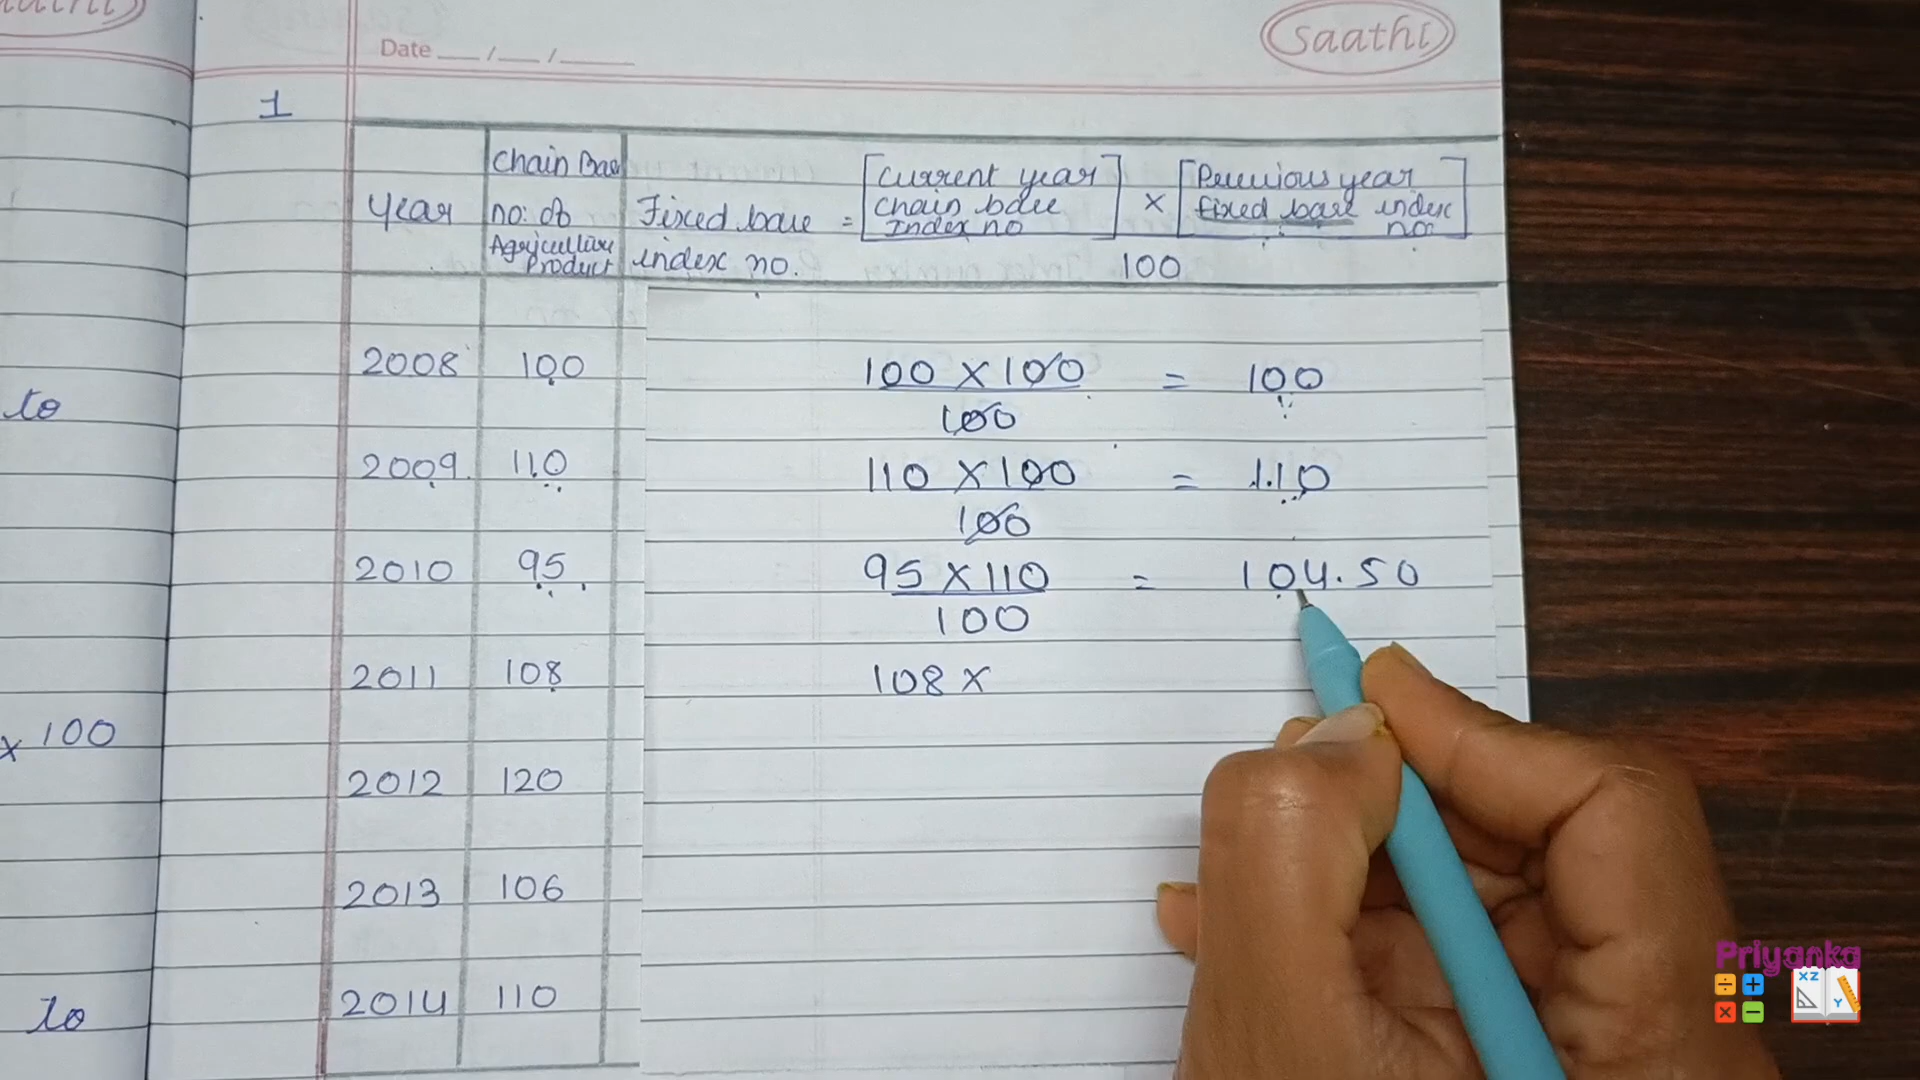 Date __/__/____
saathi
1
Year
Chain Base
no: of
Agriculture
Product
Fixed base =
index no.
[Current year
chain base
Index no]
×
[Previous year
fixed base index
no:]
100
2008 100 100 × 100 = 100
100
2009. 110 110 × 100 = 110
100
2010 95 95 × 110 = 104.50
100
2011 108 108 ×
2012 120
2013 106
2014 110
to
× 100
to
Priyanka
÷ +
× −
XZ
Y